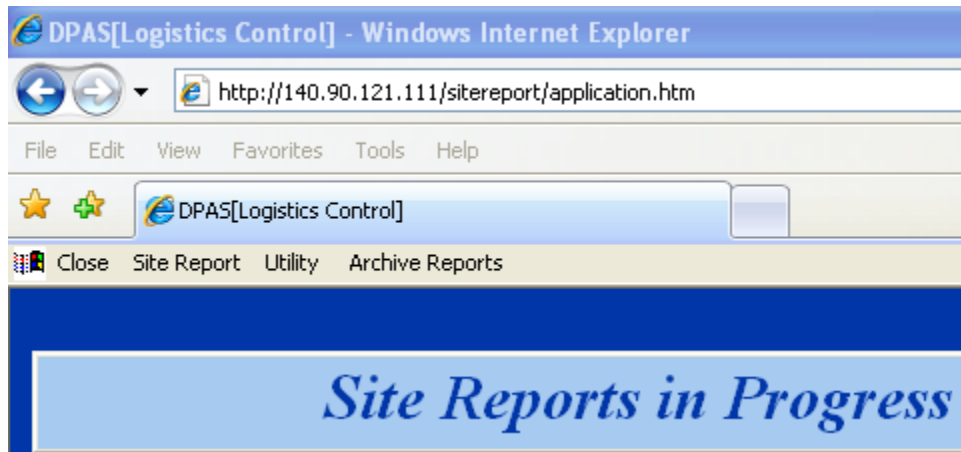 DPAS[Logistics Control] - Windows Internet Explorer
http://140.90.121.111/sitereport/application.htm
File Edit View Favorites Tools Help
DPAS[Logistics Control]
Close Site Report Utility Archive Reports
Site Reports in Progress